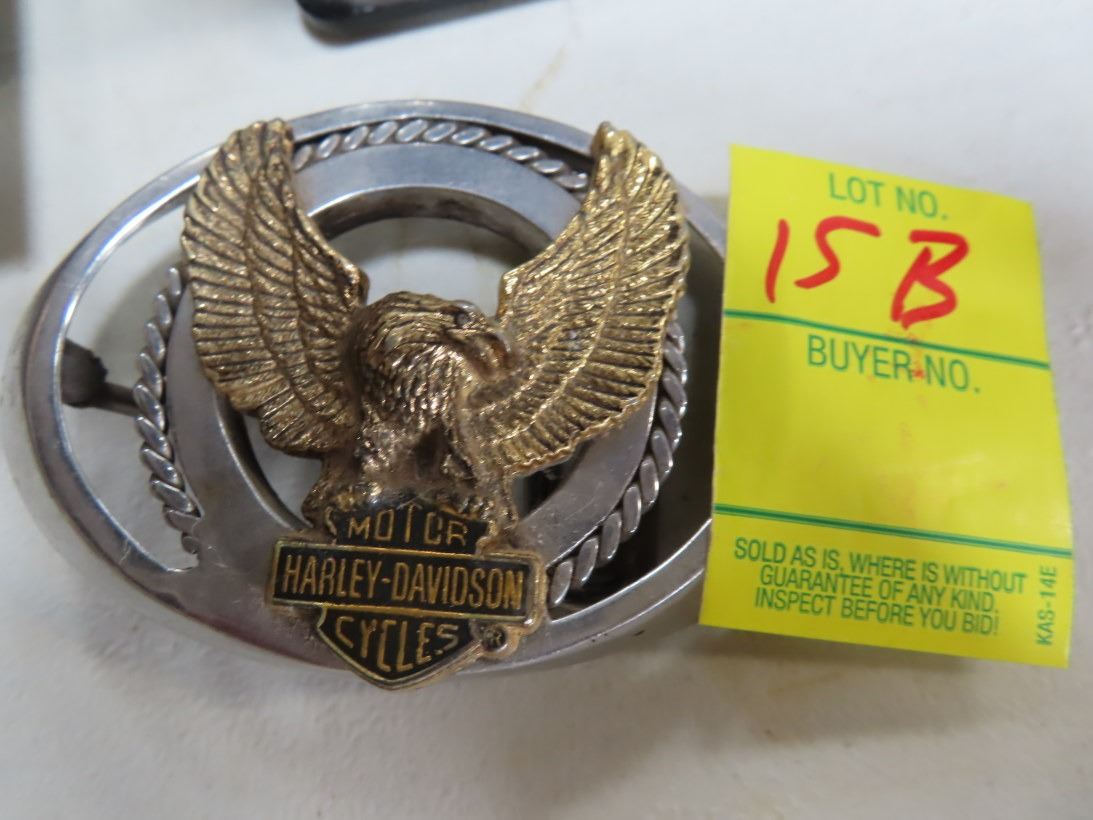 MOTOR
HARLEY-DAVIDSON
CYCLES ®
LOT NO.
15B
BUYER NO.
SOLD AS IS, WHERE IS WITHOUT
GUARANTEE OF ANY KIND.
INSPECT BEFORE YOU BID!
KAS-14E